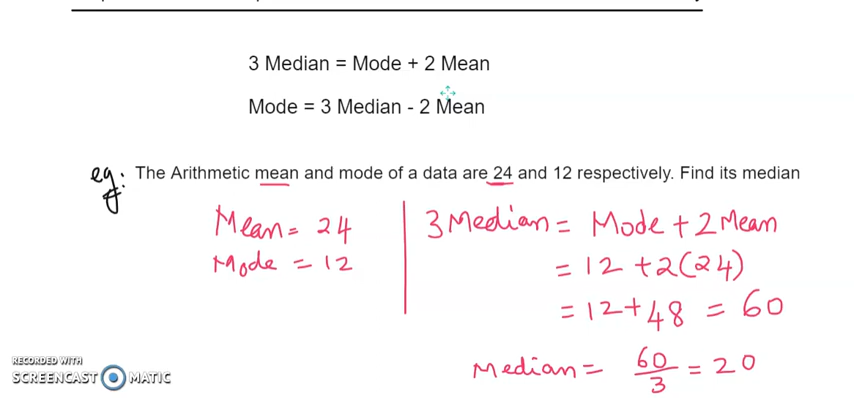 3 Median = Mode + 2 Mean
Mode = 3 Median - 2 Mean
eg: The Arithmetic mean and mode of a data are 24 and 12 respectively. Find its median
Mean = 24
Mode = 12
3 Median = Mode + 2 Mean
= 12 + 2(24)
= 12 + 48 = 60
Median = 60/3 = 20
RECORDED WITH
SCREENCAST MATIC